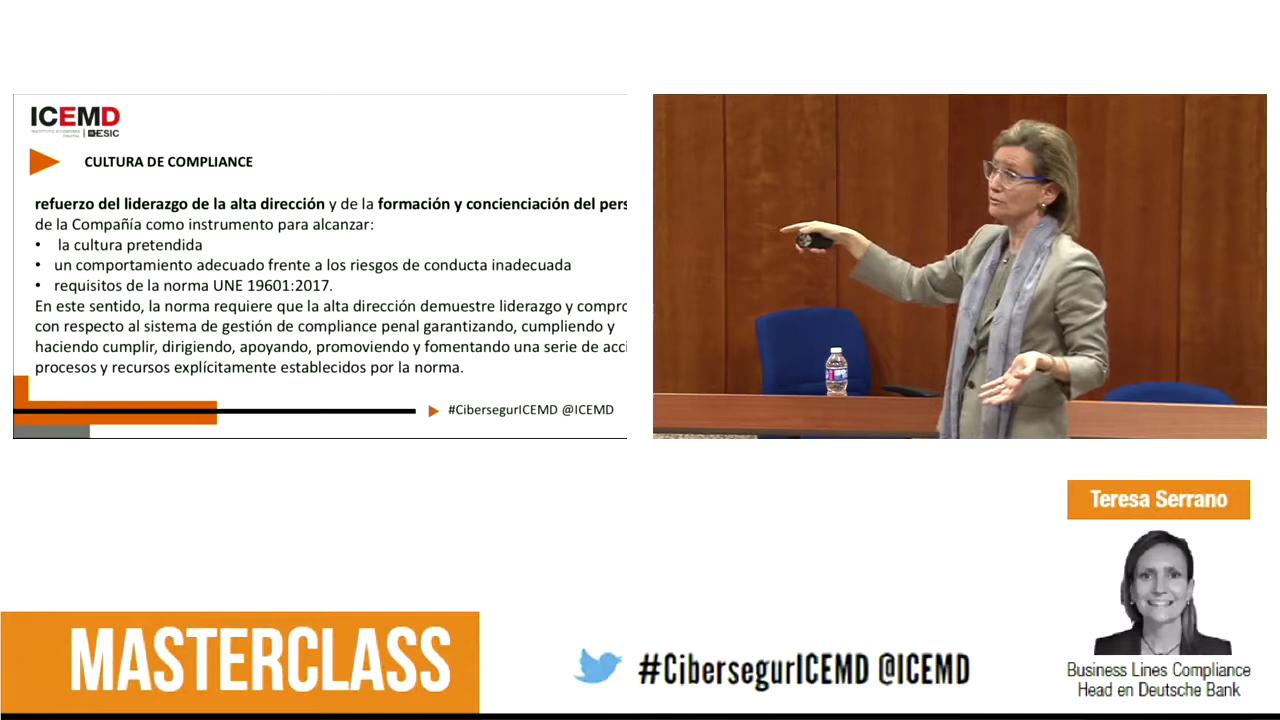 ICEMD
INSTITUTO ECONOMÍA
DIGITAL | ESIC
CULTURA DE COMPLIANCE
refuerzo del liderazgo de la alta dirección y de la formación y concienciación del pers
de la Compañía como instrumento para alcanzar:
• la cultura pretendida
• un comportamiento adecuado frente a los riesgos de conducta inadecuada
• requisitos de la norma UNE 19601:2017.
En este sentido, la norma requiere que la alta dirección demuestre liderazgo y compro
con respecto al sistema de gestión de compliance penal garantizando, cumpliendo y
haciendo cumplir, dirigiendo, apoyando, promoviendo y fomentando una serie de acci
procesos y recursos explícitamente establecidos por la norma.
#CibersegurICEMD @ICEMD
Teresa Serrano
Business Lines Compliance
Head en Deutsche Bank
MASTERCLASS
#CibersegurICEMD @ICEMD